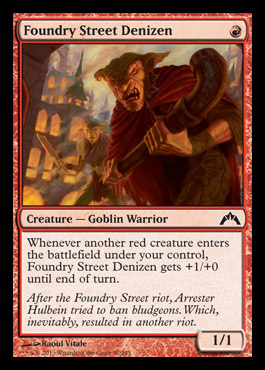 Foundry Street Denizen
Creature — Goblin Warrior
Whenever another red creature enters
the battlefield under your control,
Foundry Street Denizen gets +1/+0
until end of turn.
After the Foundry Street riot, Arrester
Hulbein tried to ban bludgeons. Which,
inevitably, resulted in another riot.
Raoul Vitale
1/1